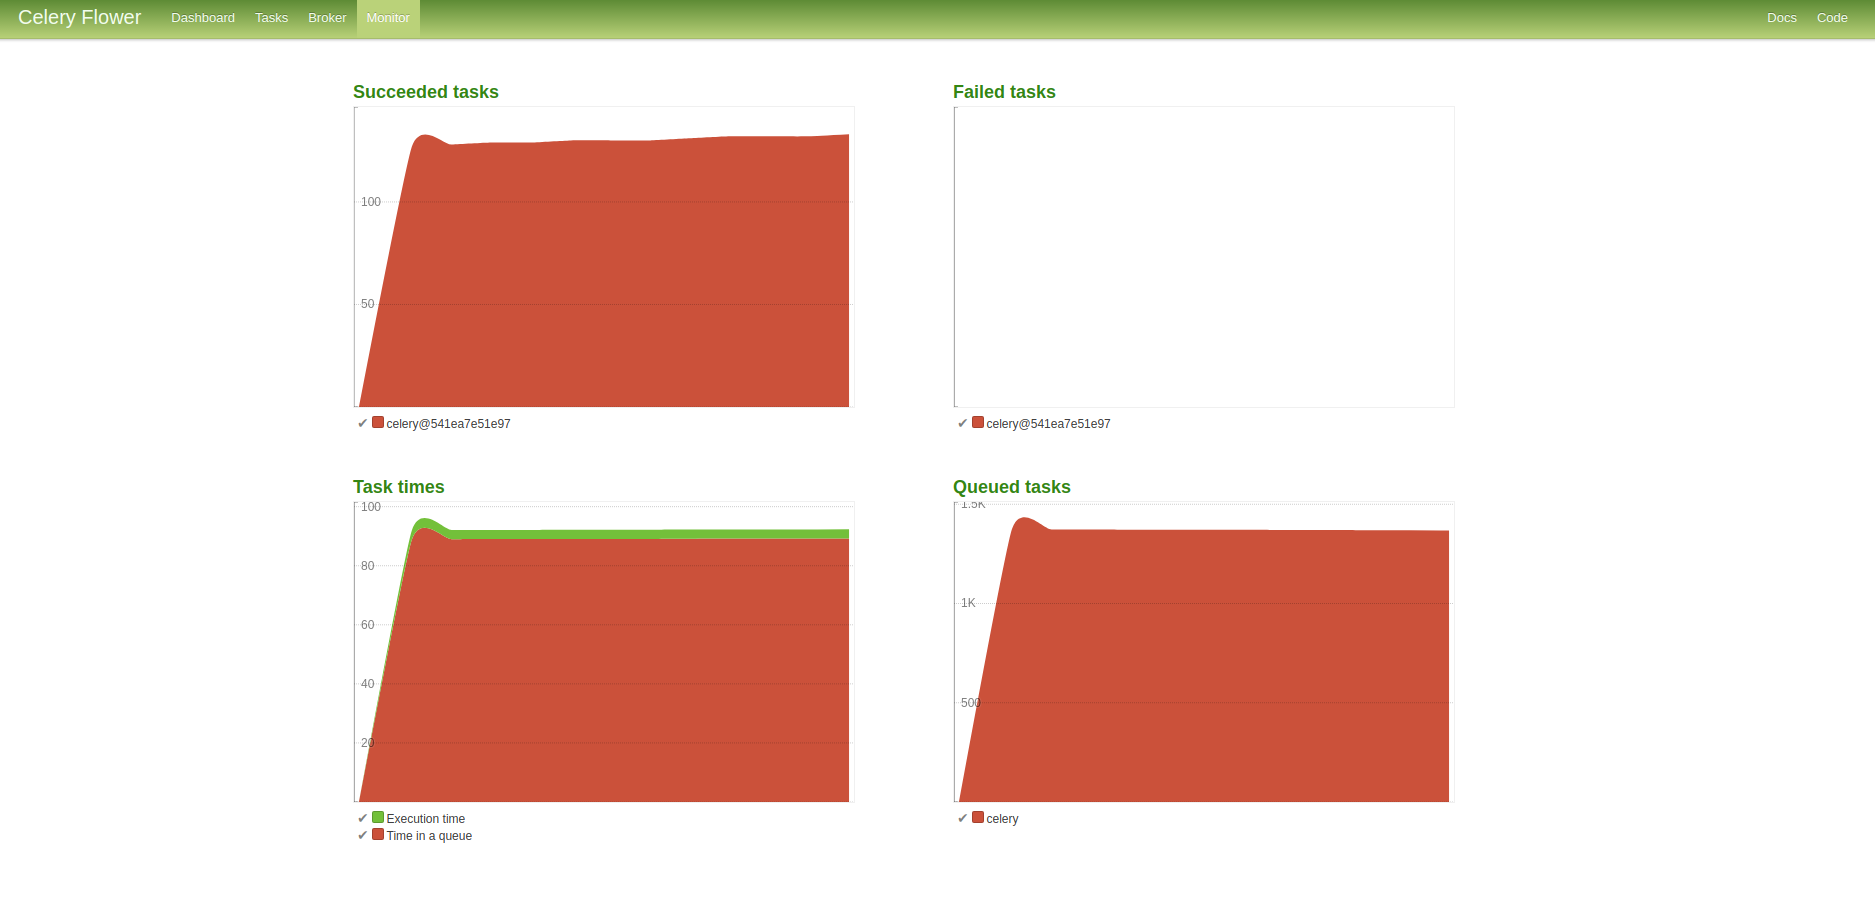 Celery Flower Dashboard Tasks Broker Monitor Docs Code
Succeeded tasks
100
50
✔ celery@541ea7e51e97
Failed tasks
✔ celery@541ea7e51e97
Task times
100
80
60
40
20
✔ Execution time
✔ Time in a queue
Queued tasks
1.5K
1K
500
✔ celery